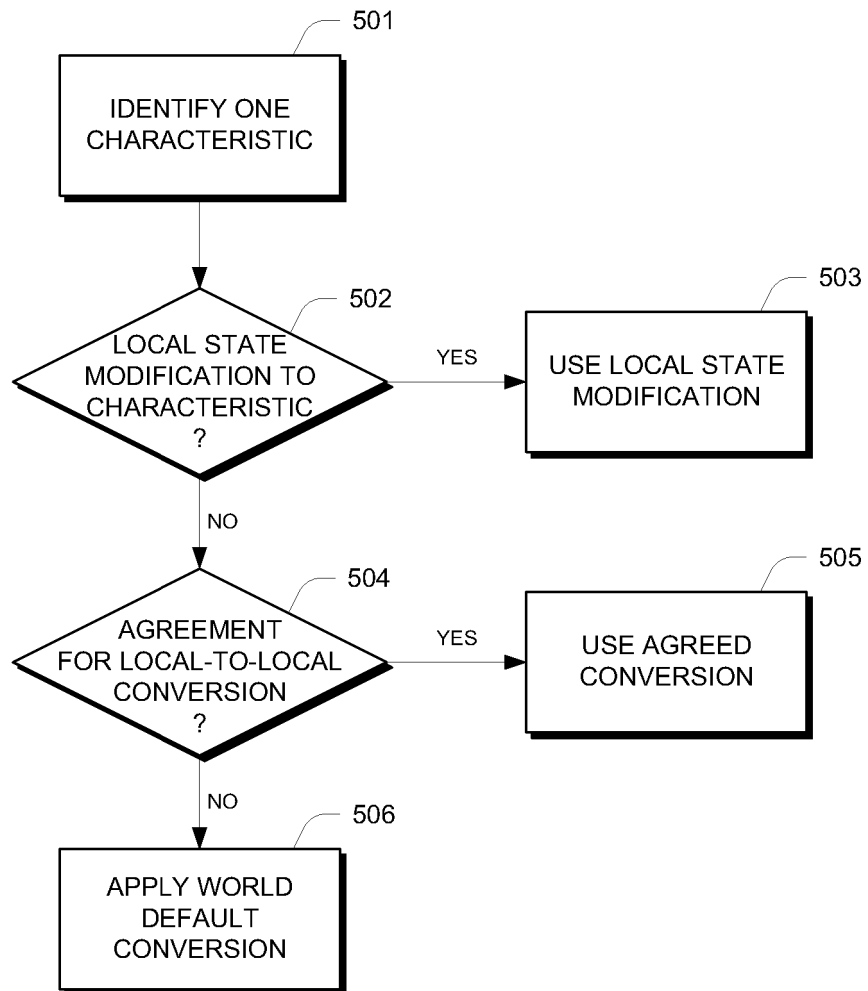 501
IDENTIFY ONE
CHARACTERISTIC
502
LOCAL STATE
MODIFICATION TO
CHARACTERISTIC
?
YES
503
USE LOCAL STATE
MODIFICATION
NO
504
AGREEMENT
FOR LOCAL-TO-LOCAL
CONVERSION
?
YES
505
USE AGREED
CONVERSION
NO
506
APPLY WORLD
DEFAULT
CONVERSION